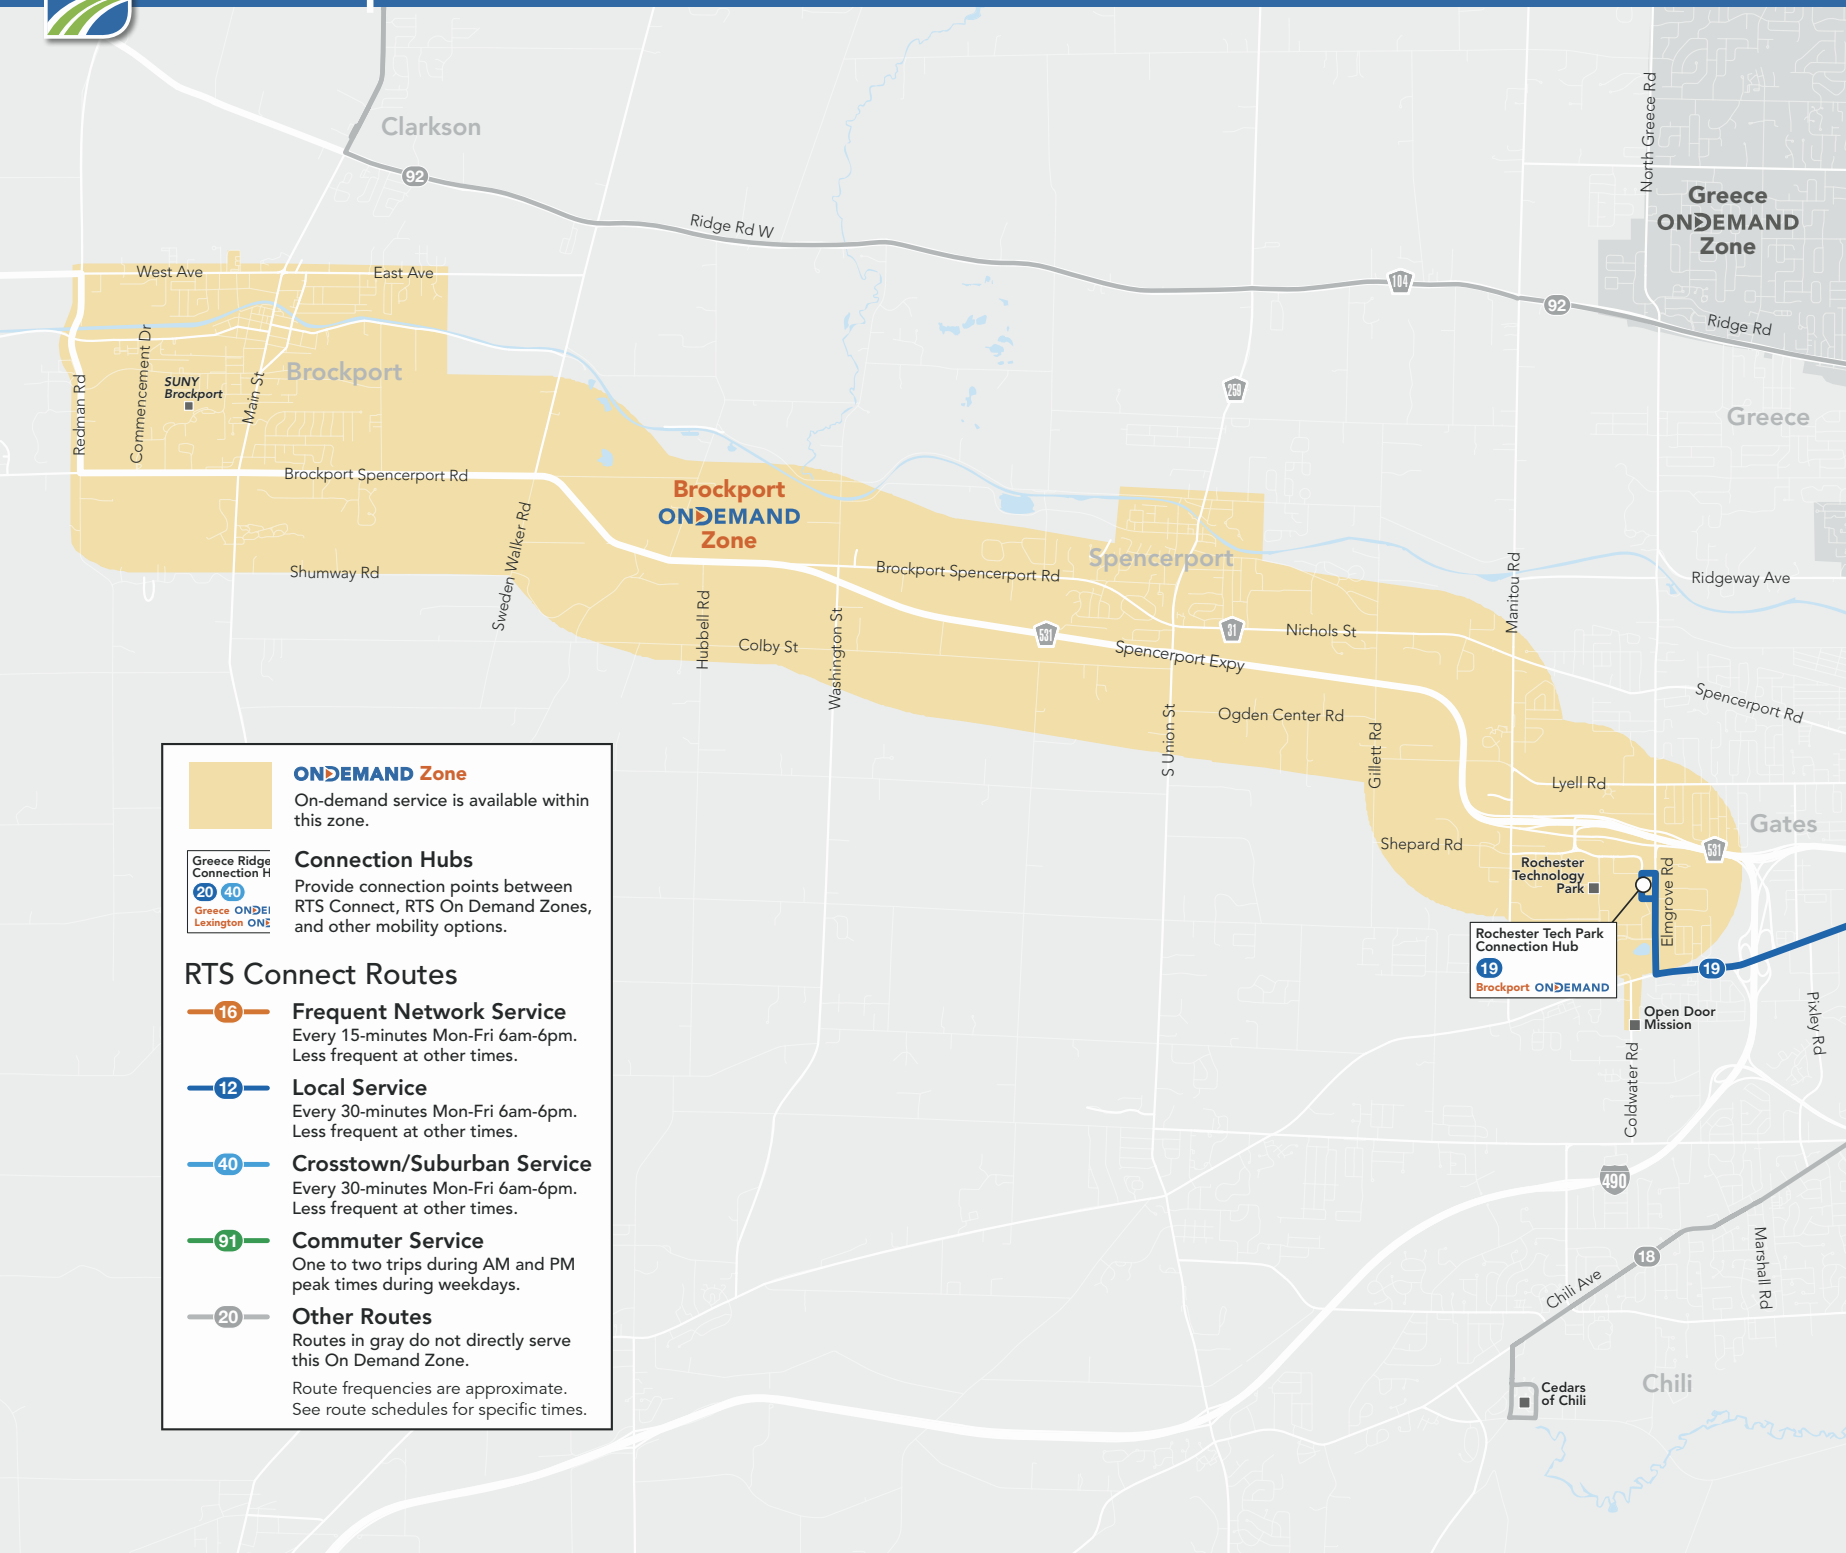 Clarkson
92
Ridge Rd W
North Greece Rd
Greece
ONDEMAND
Zone
104
92
Ridge Rd
West Ave
East Ave
Redman Rd
Commencement Dr
SUNY
Brockport
Main St
Brockport
259
Greece
Brockport Spencerport Rd
Brockport
ONDEMAND
Zone
Sweden Walker Rd
Shumway Rd
Hubbell Rd
Colby St
Washington St
Brockport Spencerport Rd
Spencerport
531
31
Nichols St
Spencerport Expy
Manitou Rd
Ridgeway Ave
Spencerport Rd
S Union St
Ogden Center Rd
Gillett Rd
Lyell Rd
Gates
Shepard Rd
531
Rochester
Technology
Park
Elmgrove Rd
Rochester Tech Park
Connection Hub
19
Brockport ONDEMAND
19
Open Door
Mission
Pixley Rd
Coldwater Rd
490
18
Chili Ave
Marshall Rd
Cedars
of Chili
Chili
ONDEMAND Zone
On-demand service is available within
this zone.
Greece Ridge
Connection H
20 40
Greece ONDE
Lexington ON
Connection Hubs
Provide connection points between
RTS Connect, RTS On Demand Zones,
and other mobility options.
RTS Connect Routes
16
Frequent Network Service
Every 15-minutes Mon-Fri 6am-6pm.
Less frequent at other times.
12
Local Service
Every 30-minutes Mon-Fri 6am-6pm.
Less frequent at other times.
40
Crosstown/Suburban Service
Every 30-minutes Mon-Fri 6am-6pm.
Less frequent at other times.
91
Commuter Service
One to two trips during AM and PM
peak times during weekdays.
20
Other Routes
Routes in gray do not directly serve
this On Demand Zone.
Route frequencies are approximate.
See route schedules for specific times.